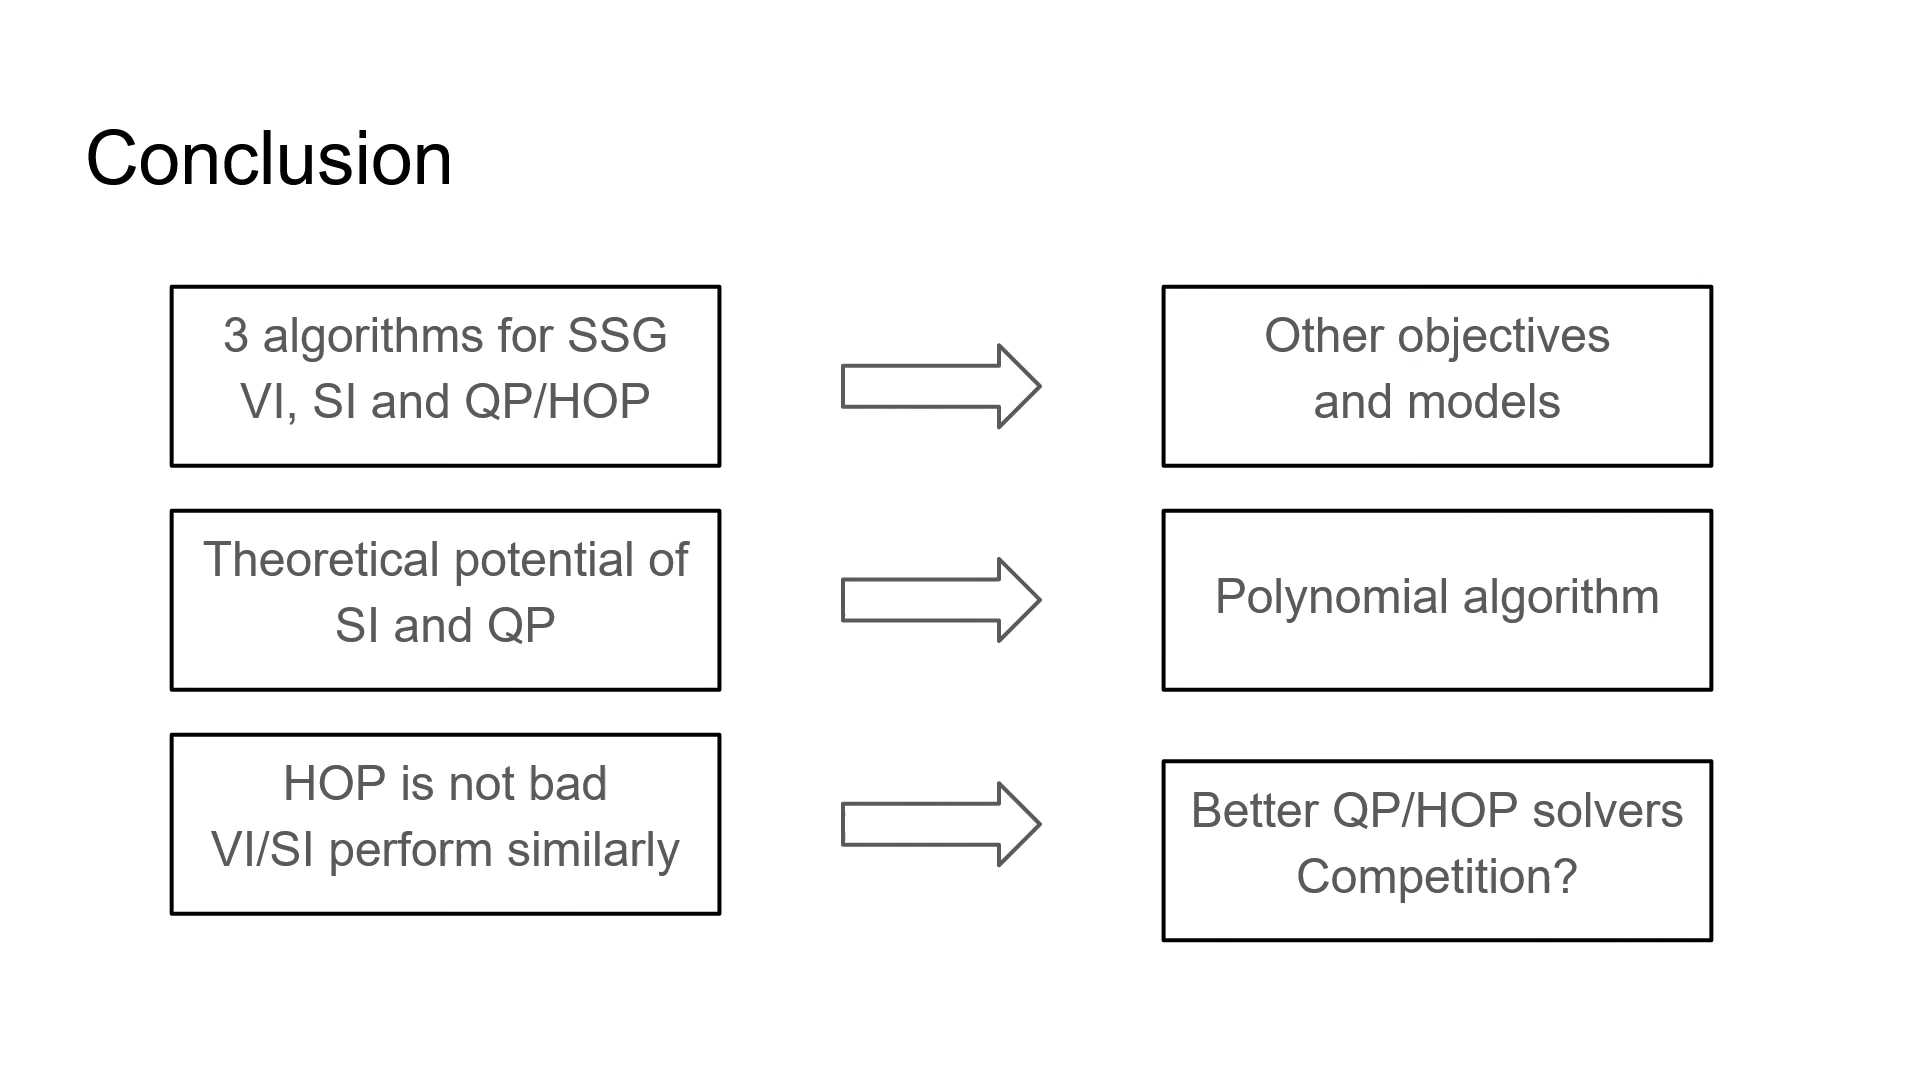 Conclusion
3 algorithms for SSG
VI, SI and QP/HOP
Other objectives
and models
Theoretical potential of
SI and QP
Polynomial algorithm
HOP is not bad
VI/SI perform similarly
Better QP/HOP solvers
Competition?